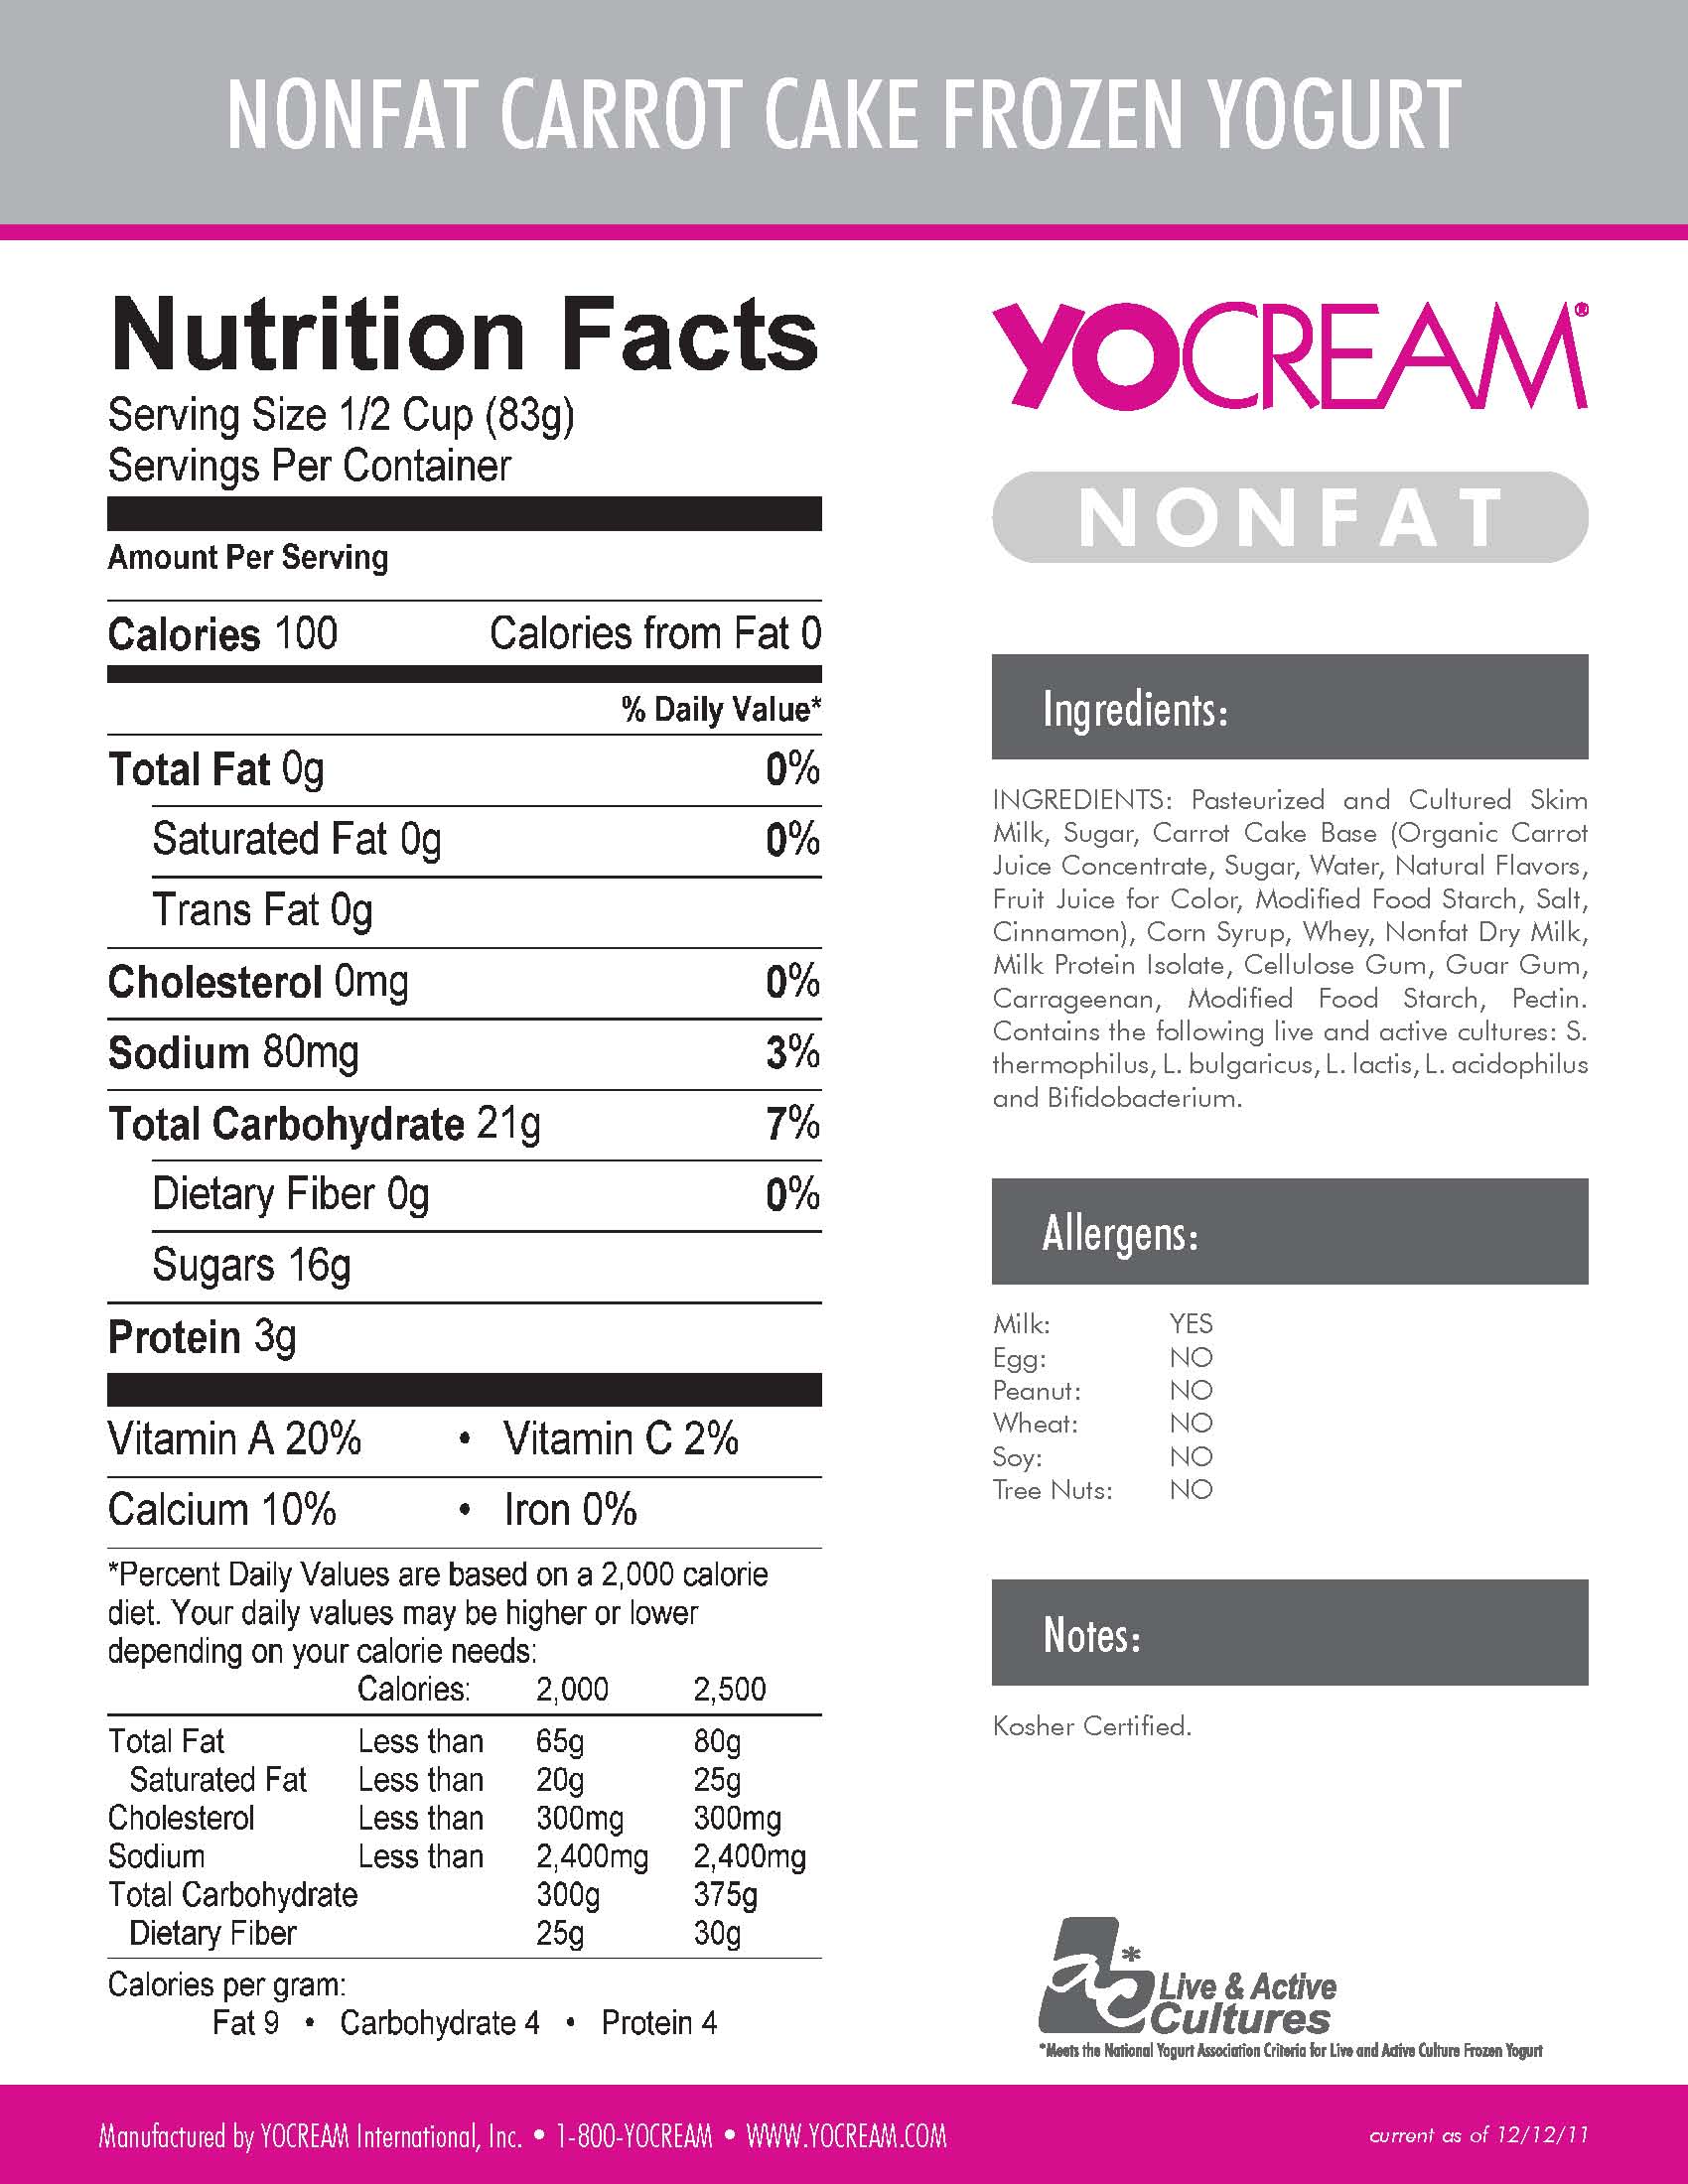 NONFAT CARROT CAKE FROZEN YOGURT
Nutrition Facts
Serving Size 1/2 Cup (83g)
Servings Per Container
Amount Per Serving
Calories 100 Calories from Fat 0
% Daily Value*
Total Fat 0g 0%
Saturated Fat 0g 0%
Trans Fat 0g
Cholesterol 0mg 0%
Sodium 80mg 3%
Total Carbohydrate 21g 7%
Dietary Fiber 0g 0%
Sugars 16g
Protein 3g
Vitamin A 20% • Vitamin C 2%
Calcium 10% • Iron 0%
*Percent Daily Values are based on a 2,000 calorie
diet. Your daily values may be higher or lower
depending on your calorie needs:
Calories: 2,000 2,500
Total Fat Less than 65g 80g
Saturated Fat Less than 20g 25g
Cholesterol Less than 300mg 300mg
Sodium Less than 2,400mg 2,400mg
Total Carbohydrate 300g 375g
Dietary Fiber 25g 30g
Calories per gram:
Fat 9 • Carbohydrate 4 • Protein 4
YOCREAM®
NONFAT
Ingredients:
INGREDIENTS: Pasteurized and Cultured Skim
Milk, Sugar, Carrot Cake Base (Organic Carrot
Juice Concentrate, Sugar, Water, Natural Flavors,
Fruit Juice for Color, Modified Food Starch, Salt,
Cinnamon), Corn Syrup, Whey, Nonfat Dry Milk,
Milk Protein Isolate, Cellulose Gum, Guar Gum,
Carrageenan, Modified Food Starch, Pectin.
Contains the following live and active cultures: S.
thermophilus, L. bulgaricus, L. lactis, L. acidophilus
and Bifidobacterium.
Allergens:
Milk: YES
Egg: NO
Peanut: NO
Wheat: NO
Soy: NO
Tree Nuts: NO
Notes:
Kosher Certified.
ac*
Live & Active
Cultures
*Meets the National Yogurt Association Criteria for Live and Active Culture Frozen Yogurt
Manufactured by YOCREAM International, Inc. • 1-800-YOCREAM • WWW.YOCREAM.COM
current as of 12/12/11